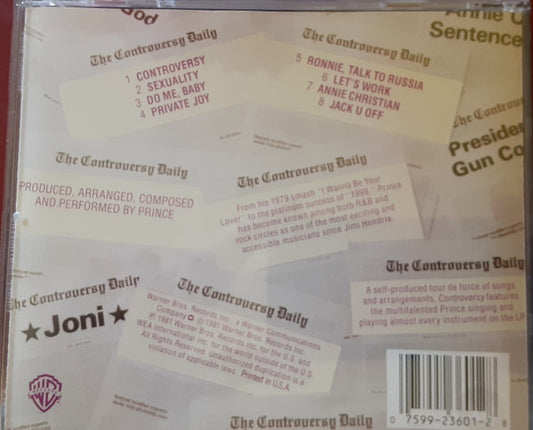 God
Annie C
Sentence
The Controversy Daily
1 CONTROVERSY
2 SEXUALITY
3 DO ME, BABY
4 PRIVATE JOY
The Controversy Daily
5 RONNIE, TALK TO RUSSIA
6 LET'S WORK
7 ANNIE CHRISTIAN
8 JACK U OFF
Presiden
Gun Co
The Controversy Daily
PRODUCED, ARRANGED, COMPOSED
AND PERFORMED BY PRINCE
The Controversy Daily
From his 1979 smash "I Wanna Be Your
Lover" to the platinum success of "1999," Prince
has become known among both R&B and
rock circles as one of the most exciting and
accessible musicians since Jimi Hendrix.
The Controversy Daily
A self-produced tour de force of songs
and arrangements, Controversy features
the multitalented Prince singing and
playing almost every instrument on the LP.
Controversy Daily
★Joni★
The Controversy Daily
Warner Bros. Records Inc., a Warner Communications
Company © 1981 Warner Bros. Records Inc.
℗ 1981 Warner Bros. Records Inc. for the U.S. and
WEA International Inc. for the world outside of the U.S.
All Rights Reserved. Unauthorized duplication is a
violation of applicable laws. Printed in U.S.A.
WB
The Controversy Daily
0 7599-23601-2 8